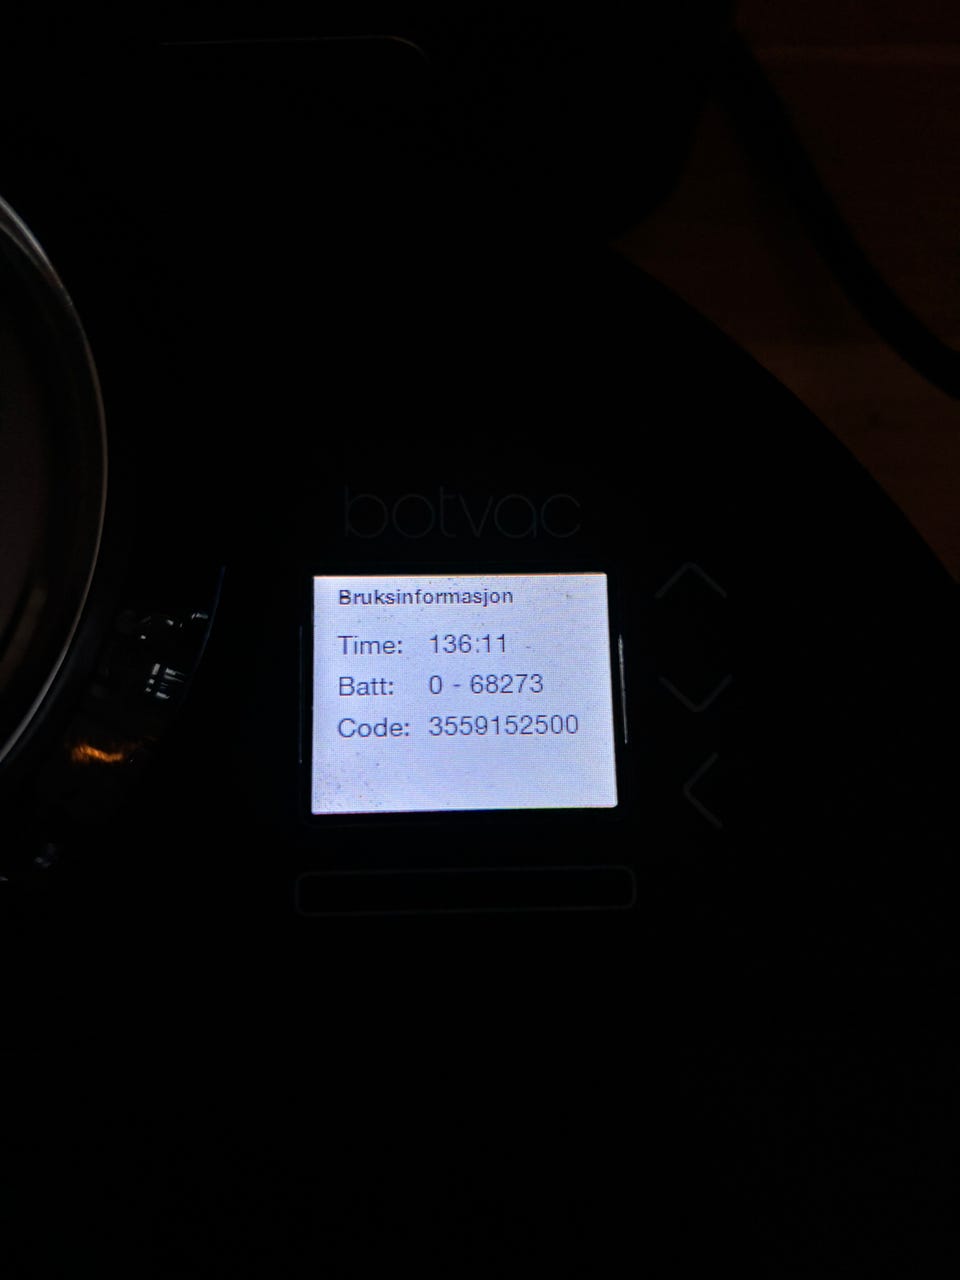 botvac
Bruksinformasjon
Time: 136:11
Batt: 0 - 68273
Code: 3559152500